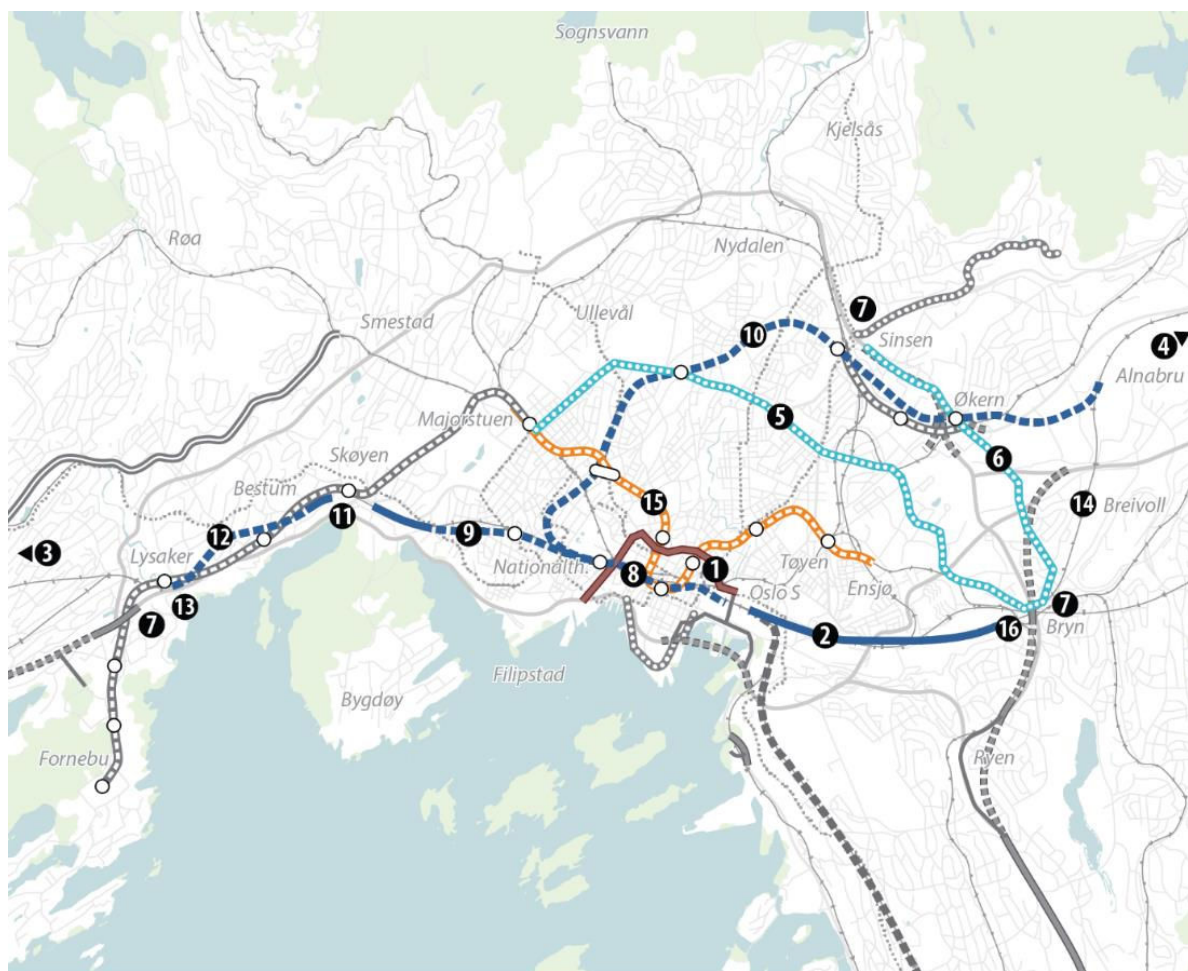 Sognsvann
Kjelsås
Røa
Nydalen
Ullevål
Smestad
7
10
Sinsen
4
Alnabru
Majorstuen
Økern
5
6
Skøyen
15
14
Breivoll
Bestum
11
12
9
3
Lysaker
Nationalth.
8
1
Tøyen
Ensjø
Oslo S
13
7
7
2
16
Bryn
Filipstad
Bygdøy
Fornebu
Ryen